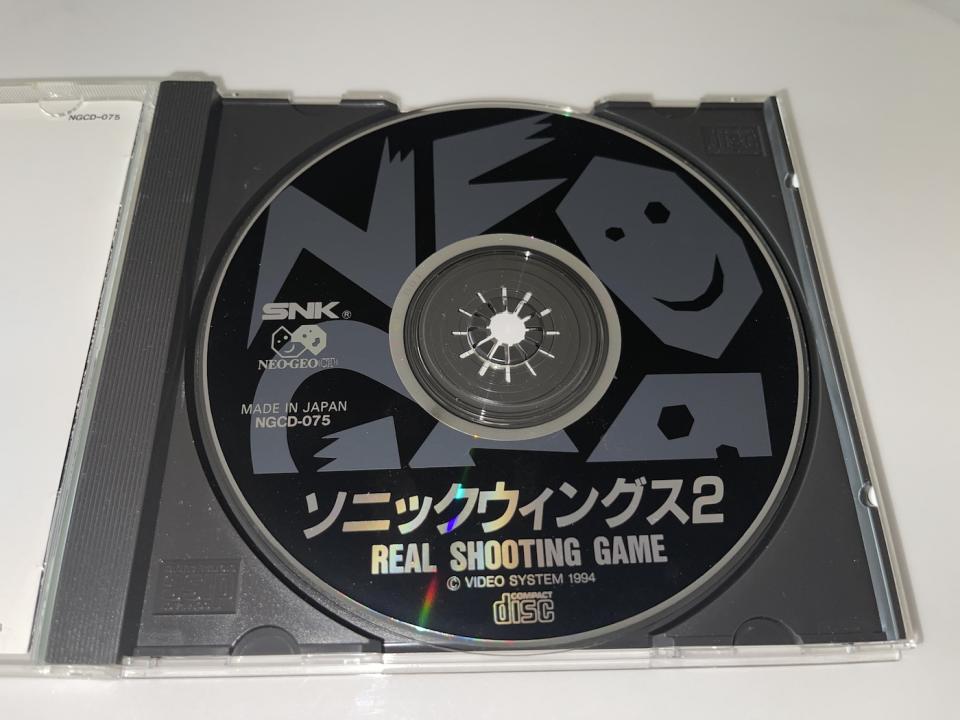 NGCD-075
NEO
GEO
SNK®
NEO·GEO CD
MADE IN JAPAN
NGCD-075
ソニックウィングス2
REAL SHOOTING GAME
© VIDEO SYSTEM 1994
COMPACT
disc